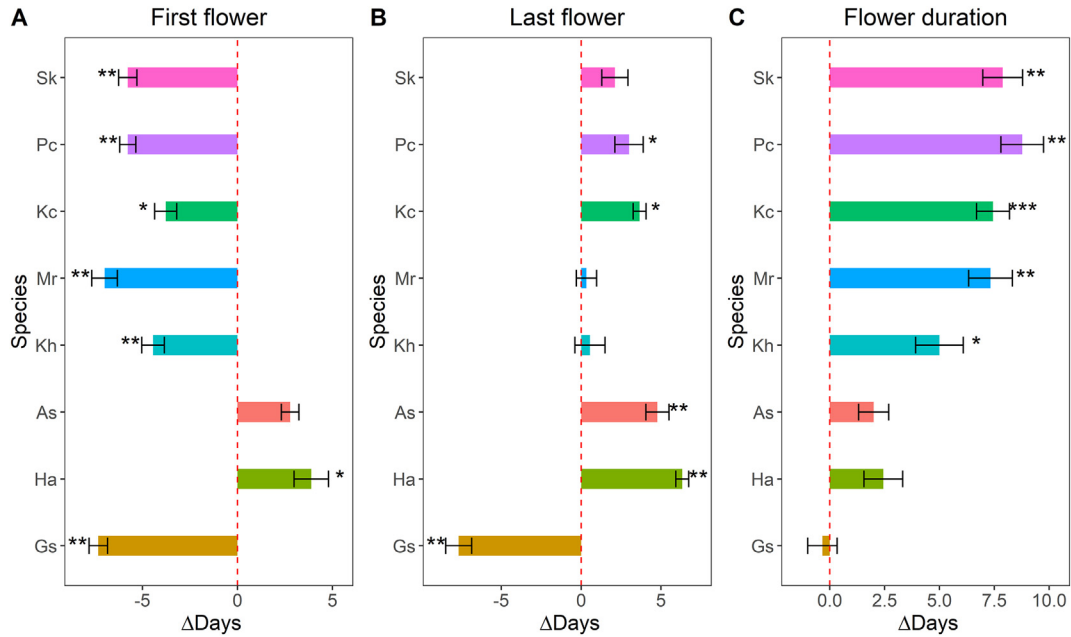 A First flower
Species
Sk **
Pc **
Kc *
Mr **
Kh **
As
Ha *
Gs **
-5 0 5
ΔDays
B Last flower
Species
Sk
Pc *
Kc *
Mr
Kh
As **
Ha **
Gs **
-5 0 5
ΔDays
C Flower duration
Species
Sk **
Pc **
Kc ***
Mr **
Kh *
As
Ha
Gs
0.0 2.5 5.0 7.5 10.0
ΔDays